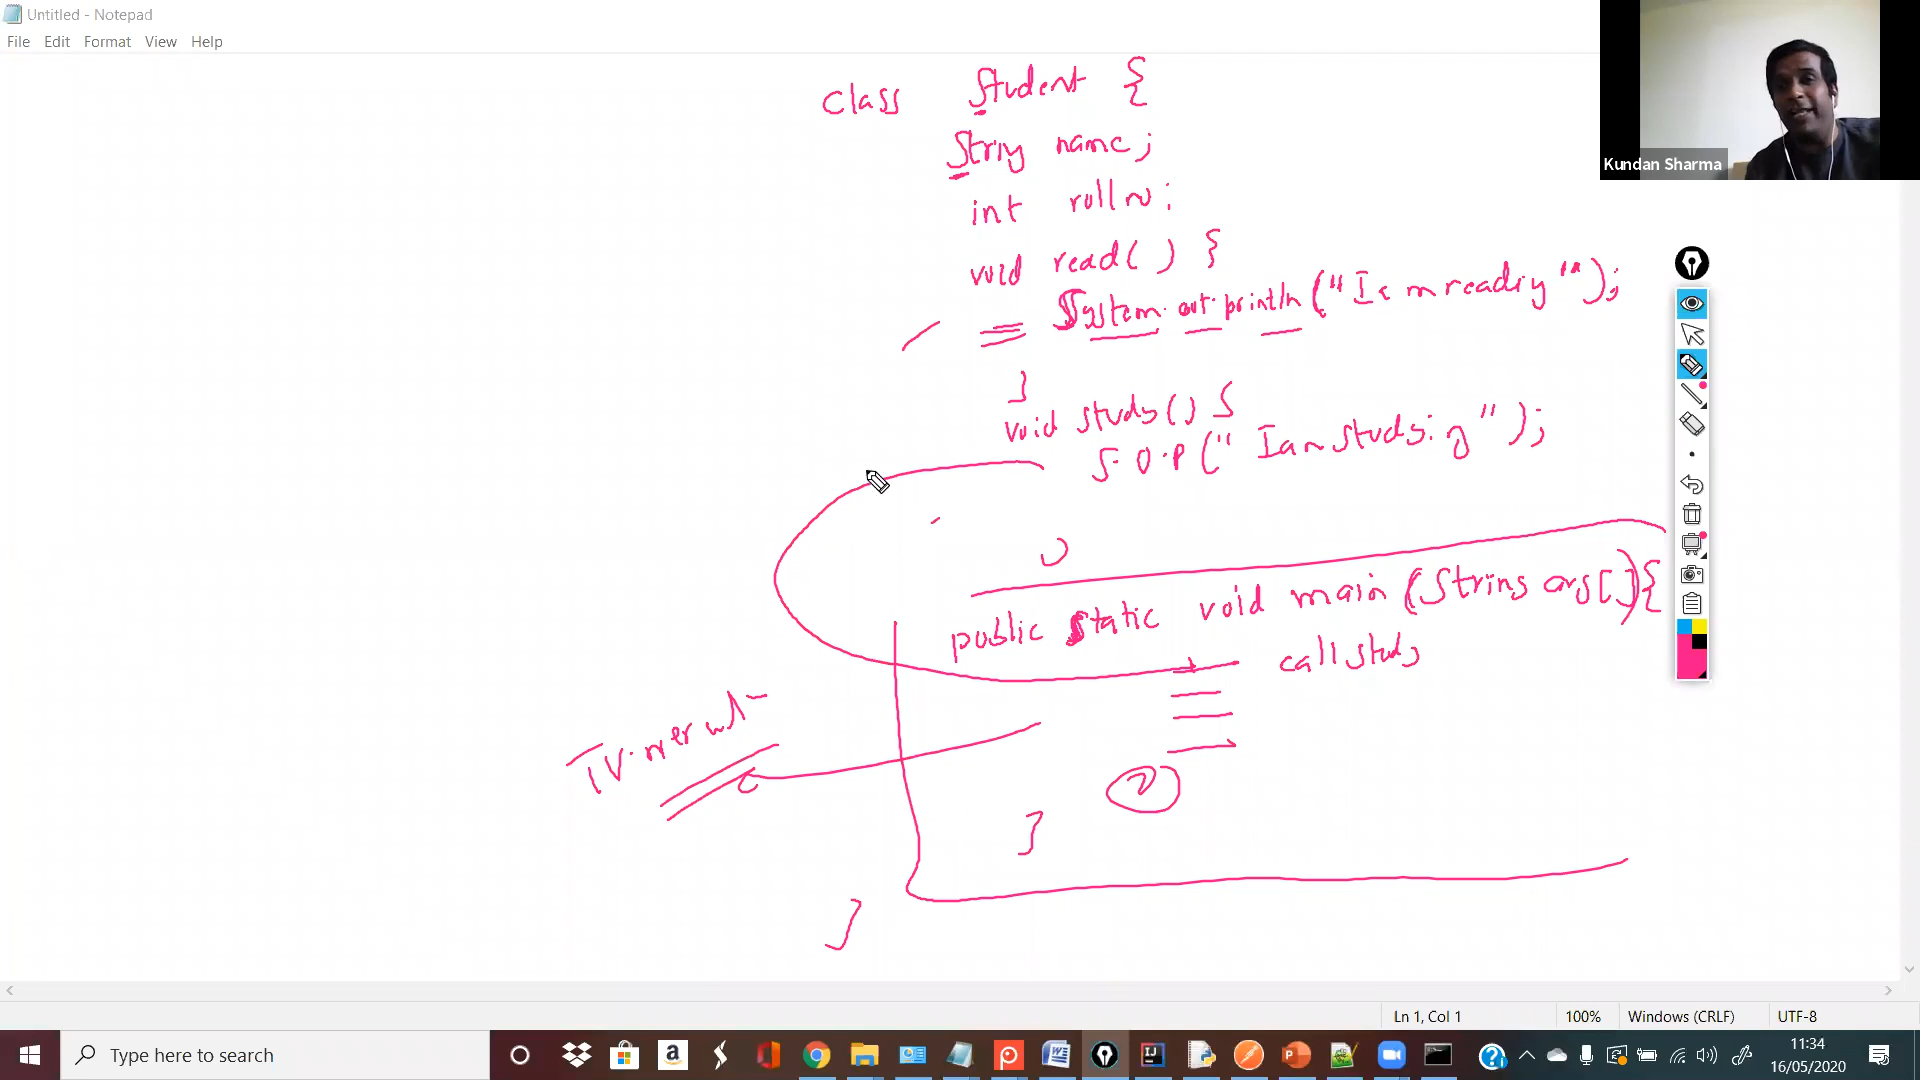 Untitled - Notepad
File Edit Format View Help
Kundan Sharma
class Student {
String name;
int rollno;
void read() {
System.out.println("I am readiy");
}
void study() {
S.O.P("I am studying");
public static void main(String args[]){
call study
}
}
Ln 1, Col 1 100% Windows (CRLF) UTF-8
Type here to search
11:34
16/05/2020